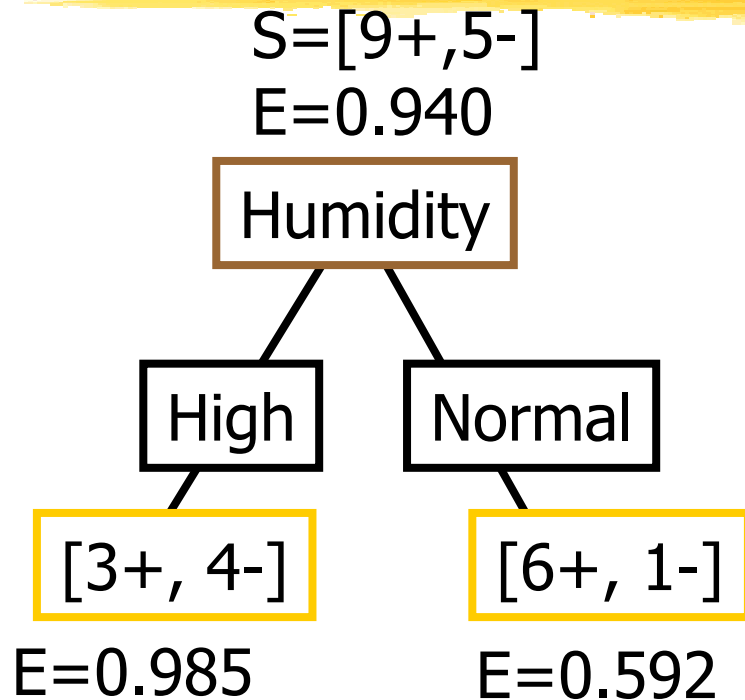 S=[9+,5-]
E=0.940
Humidity
High Normal
[3+, 4-] [6+, 1-]
E=0.985 E=0.592